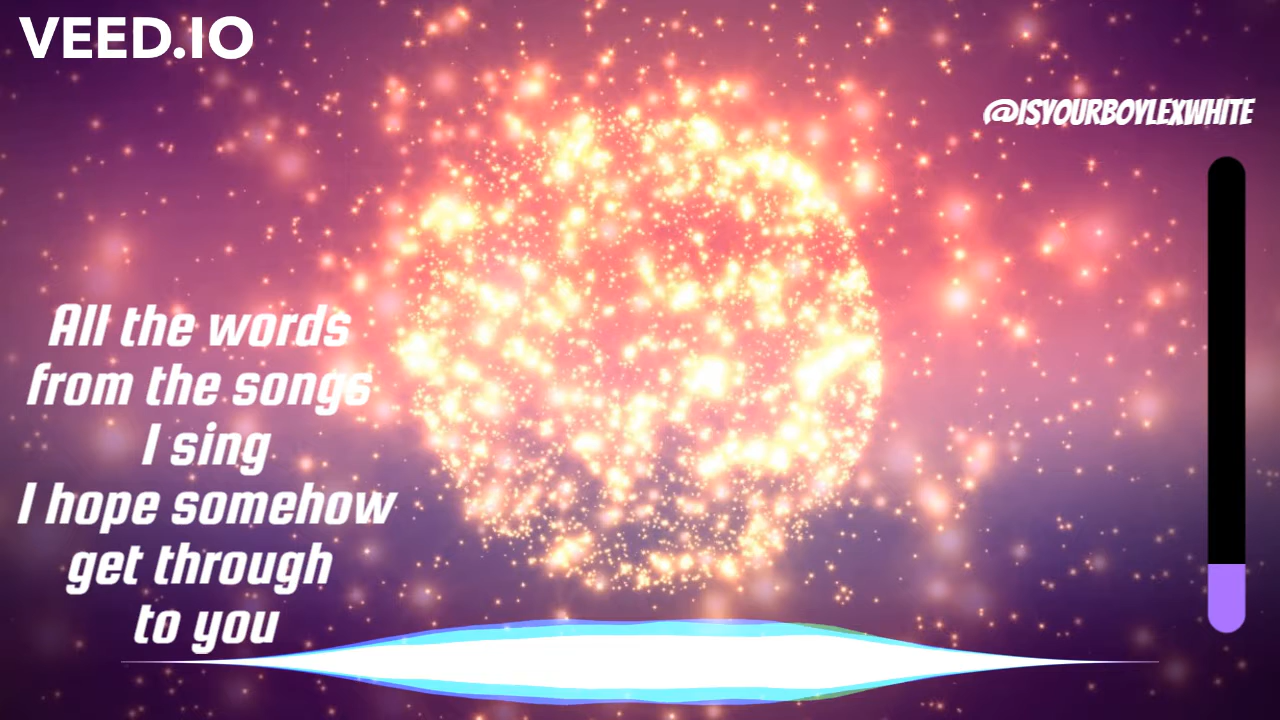 VEED.IO
@ISYOURBOYLEXWHITE
All the words
from the songs
I sing
I hope somehow
get through
to you